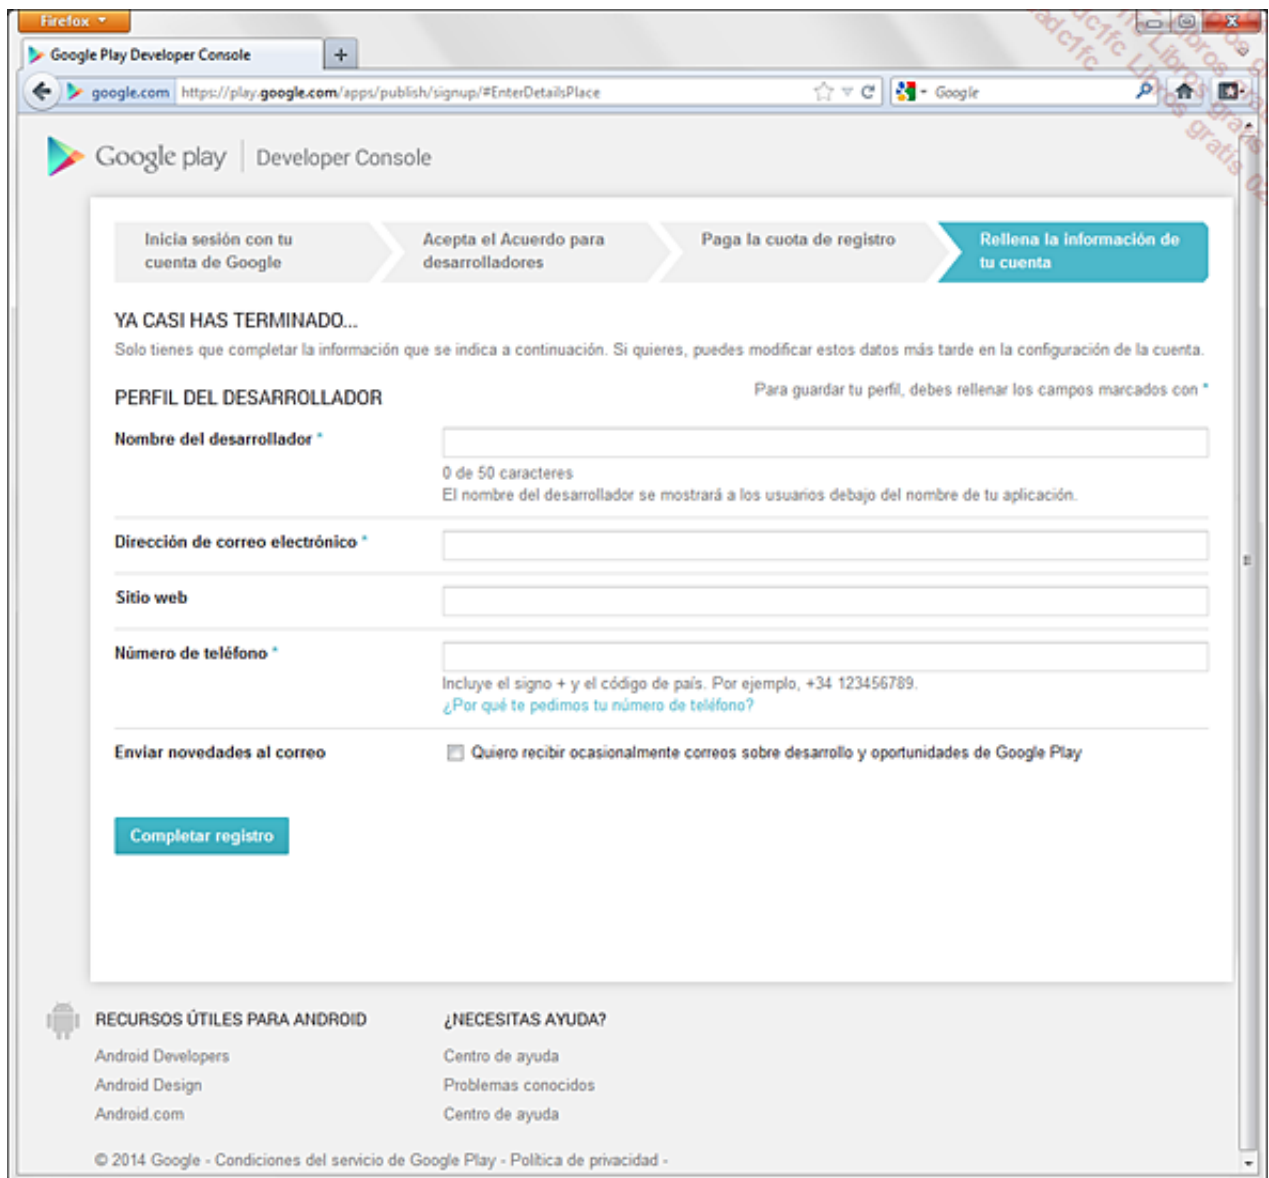 Firefox
Google Play Developer Console
google.com https://play.google.com/apps/publish/signup/#EnterDetailsPlace Google
Google play Developer Console
Inicia sesión con tu cuenta de Google
Acepta el Acuerdo para desarrolladores
Paga la cuota de registro
Rellena la información de tu cuenta
YA CASI HAS TERMINADO...
Solo tienes que completar la información que se indica a continuación. Si quieres, puedes modificar estos datos más tarde en la configuración de la cuenta.
PERFIL DEL DESARROLLADOR
Para guardar tu perfil, debes rellenar los campos marcados con *
Nombre del desarrollador *
0 de 50 caracteres
El nombre del desarrollador se mostrará a los usuarios debajo del nombre de tu aplicación.
Dirección de correo electrónico *
Sitio web
Número de teléfono *
Incluye el signo + y el código de país. Por ejemplo, +34 123456789.
¿Por qué te pedimos tu número de teléfono?
Enviar novedades al correo
Quiero recibir ocasionalmente correos sobre desarrollo y oportunidades de Google Play
Completar registro
RECURSOS ÚTILES PARA ANDROID
Android Developers
Android Design
Android.com
¿NECESITAS AYUDA?
Centro de ayuda
Problemas conocidos
Centro de ayuda
© 2014 Google - Condiciones del servicio de Google Play - Política de privacidad -